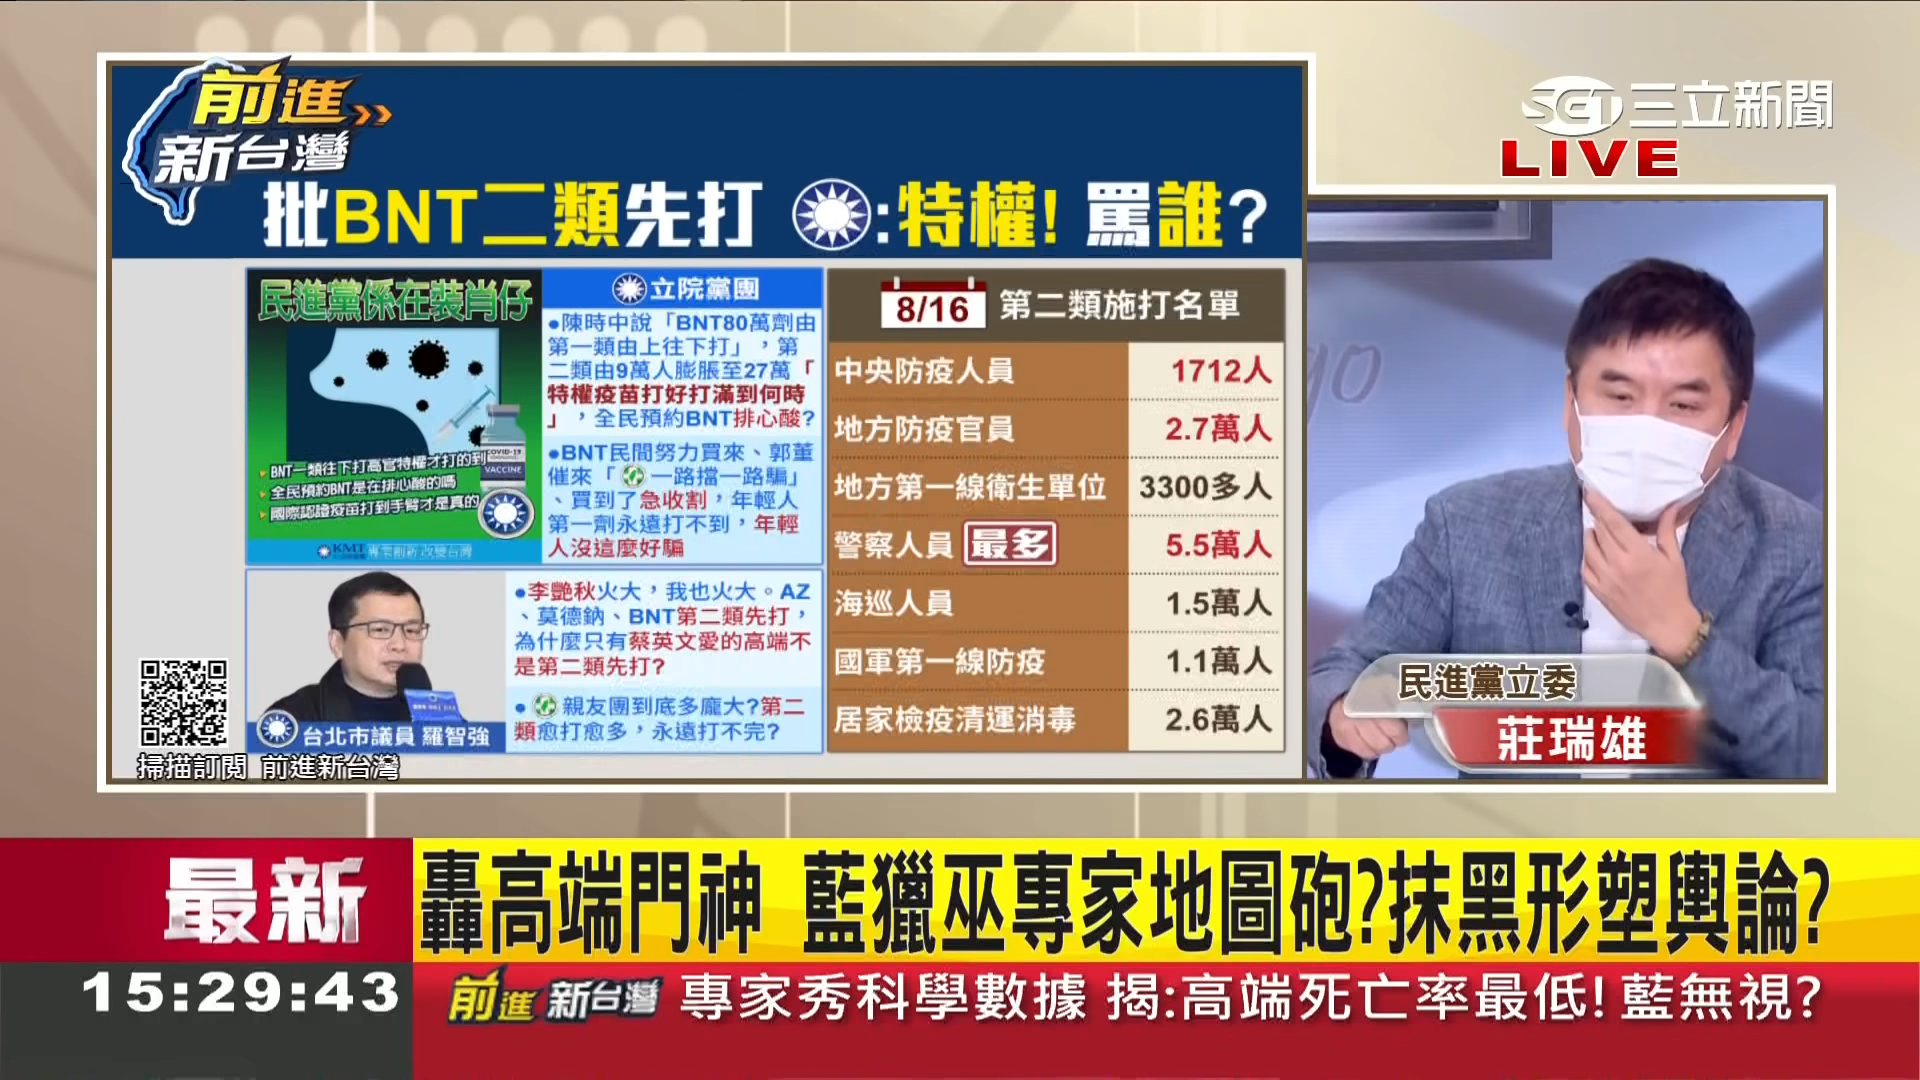 前進
新台灣
批BNT二類先打 :特權! 罵誰?
SET三立新聞
LIVE
民進黨係在裝肖仔
COVID-19
VACCINE
BNT一類往下打高官特權才打的到
全民預約BNT是在排心酸的嗎
國際認證疫苗打到手臂才是真的
KMT 專業創新 改變台灣
立院黨團
●陳時中說「BNT80萬劑由
第一類由上往下打」，第
二類由9萬人膨脹至27萬「
特權疫苗打好打滿到何時
」，全民預約BNT排心酸?
●BNT民間努力買來、郭董
催來「 一路擋一路騙」
、買到了急收割，年輕人
第一劑永遠打不到，年輕
人沒這麼好騙
台北市議員 羅智強
●李艷秋火大，我也火大。AZ
、莫德鈉、BNT第二類先打，
為什麼只有蔡英文愛的高端不
是第二類先打?
● 親友團到底多龐大?第二
類愈打愈多，永遠打不完?
8/16 第二類施打名單
中央防疫人員 1712人
地方防疫官員 2.7萬人
地方第一線衛生單位 3300多人
警察人員 最多 5.5萬人
海巡人員 1.5萬人
國軍第一線防疫 1.1萬人
居家檢疫清運消毒 2.6萬人
掃描訂閱 前進新台灣
民進黨立委
莊瑞雄
最新
轟高端門神 藍獵巫專家地圖砲?抹黑形塑輿論?
15:29:43
前進新台灣 專家秀科學數據 揭:高端死亡率最低!藍無視?